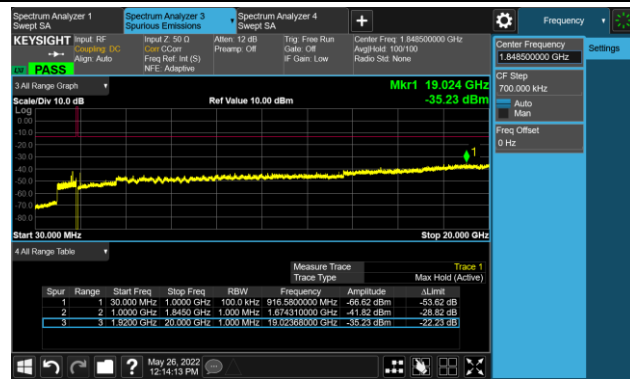 Spectrum Analyzer 1
Swept SA
Spectrum Analyzer 3
Spurious Emissions
Spectrum Analyzer 4
Swept SA
Frequency
KEYSIGHT
Input: RF
Coupling: DC
Align: Auto
Input Z: 50 Ω
Corr CCorr
Freq Ref: Int (S)
NFE: Adaptive
Atten: 12 dB
Preamp: Off
Trig: Free Run
Gate: Off
IF Gain: Low
Center Freq: 1.848500000 GHz
Avg|Hold: 100/100
Radio Std: None
PASS
3 All Range Graph
Scale/Div 10.0 dB
Ref Value 10.00 dBm
Mkr1 19.024 GHz
-35.23 dBm
Log
0.00
-10.0
-20.0
-30.0
-40.0
-50.0
-60.0
-70.0
-80.0
1
Start 30.000 MHz
Stop 20.000 GHz
4 All Range Table
Measure Trace Trace 1
Trace Type Max Hold (Active)
Spur Range Start Freq Stop Freq RBW Frequency Amplitude ΔLimit
1 1 30.000 MHz 1.0000 GHz 100.0 kHz 916.5800000 MHz -66.62 dBm -53.62 dB
2 2 1.0000 GHz 1.8450 GHz 1.000 MHz 1.674310000 GHz -41.82 dBm -28.82 dB
3 3 1.9200 GHz 20.000 GHz 1.000 MHz 19.02368000 GHz -35.23 dBm -22.23 dB
Center Frequency
1.848500000 GHz
Settings
CF Step
700.000 kHz
Auto
Man
Freq Offset
0 Hz
May 26, 2022
12:14:13 PM